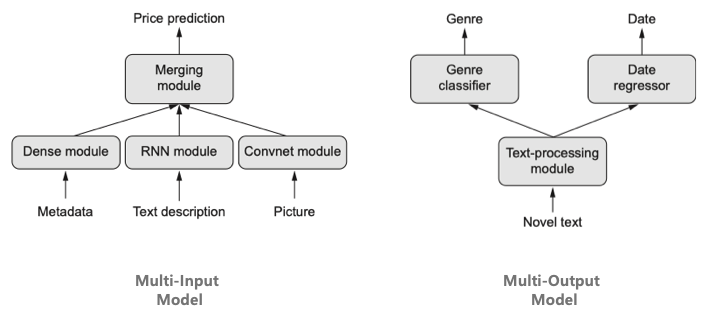 Price prediction
Merging
module
Dense module
RNN module
Convnet module
Metadata
Text description
Picture
Multi-Input
Model
Genre
Date
Genre
classifier
Date
regressor
Text-processing
module
Novel text
Multi-Output
Model